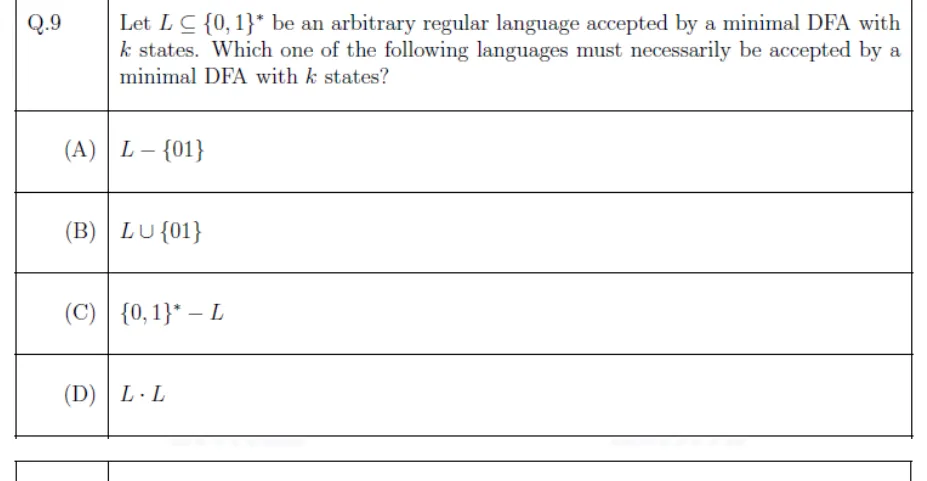 Q.9 Let L ⊆ {0, 1}* be an arbitrary regular language accepted by a minimal DFA with
k states. Which one of the following languages must necessarily be accepted by a
minimal DFA with k states?
(A) L − {01}
(B) L ∪ {01}
(C) {0, 1}* − L
(D) L · L